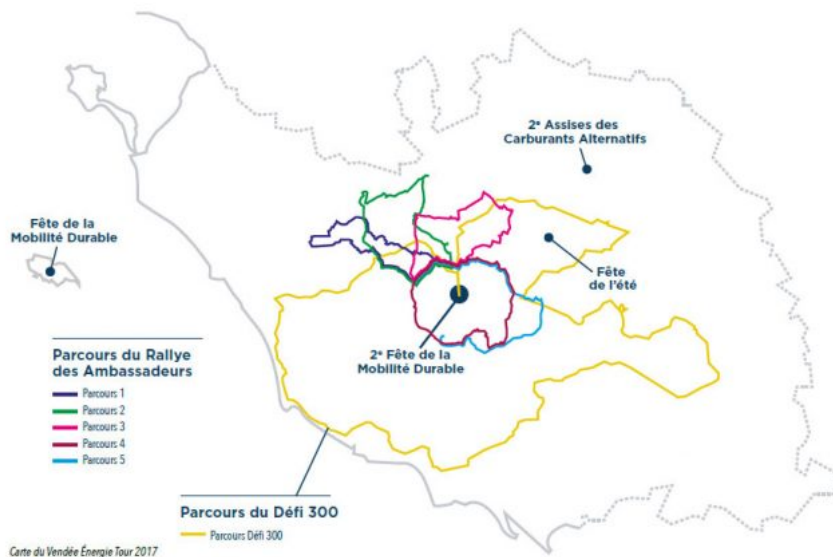 2e Assises des
Carburants Alternatifs
Fête de la
Mobilité Durable
Fête
de l'été
2e Fête de la
Mobilité Durable
Parcours du Rallye
des Ambassadeurs
Parcours 1
Parcours 2
Parcours 3
Parcours 4
Parcours 5
Parcours du Défi 300
Parcours Défi 300
Carte du Vendée Énergie Tour 2017